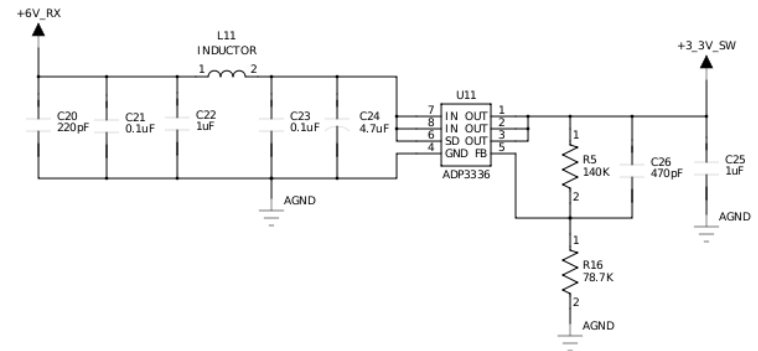 +6V_RX
L11
INDUCTOR
1 2
C20
220pF
C21
0.1uF
C22
1uF
C23
0.1uF
C24
4.7uF
AGND
U11
7 IN OUT 1
8 IN OUT 2
6 SD OUT 3
4 GND FB 5
ADP3336
1
R5
140K
2
C26
470pF
+3_3V_SW
C25
1uF
AGND
1
R16
78.7K
2
AGND